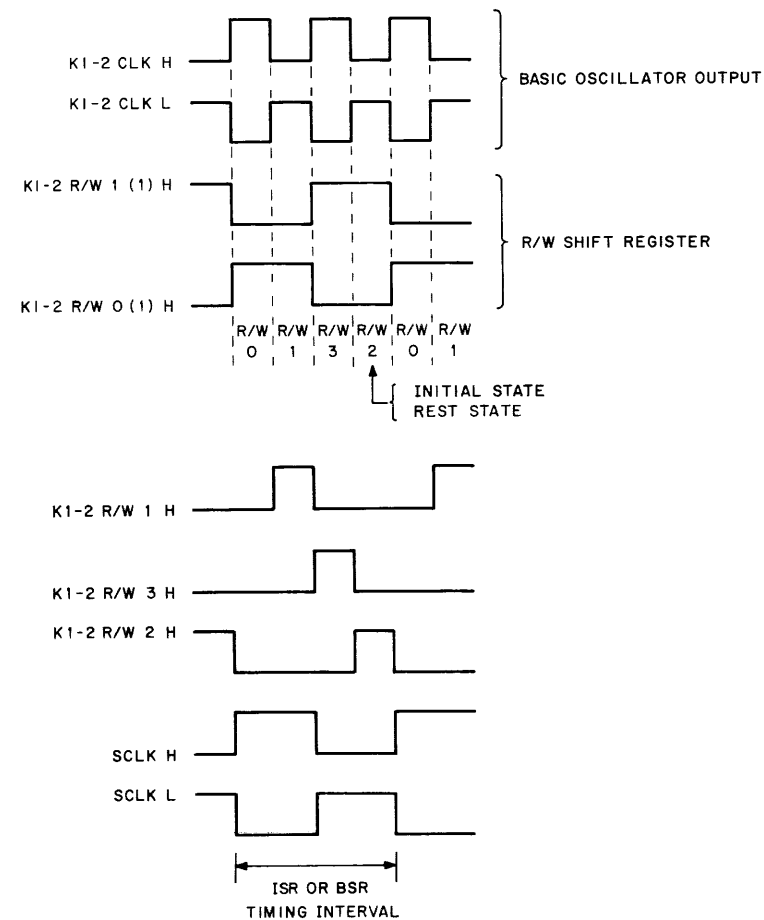 K1-2 CLK H
BASIC OSCILLATOR OUTPUT
K1-2 CLK L
K1-2 R/W 1 (1) H
R/W SHIFT REGISTER
K1-2 R/W 0 (1) H
R/W R/W R/W R/W R/W R/W
0 1 3 2 0 1
INITIAL STATE
REST STATE
K1-2 R/W 1 H
K1-2 R/W 3 H
K1-2 R/W 2 H
SCLK H
SCLK L
ISR OR BSR
TIMING INTERVAL